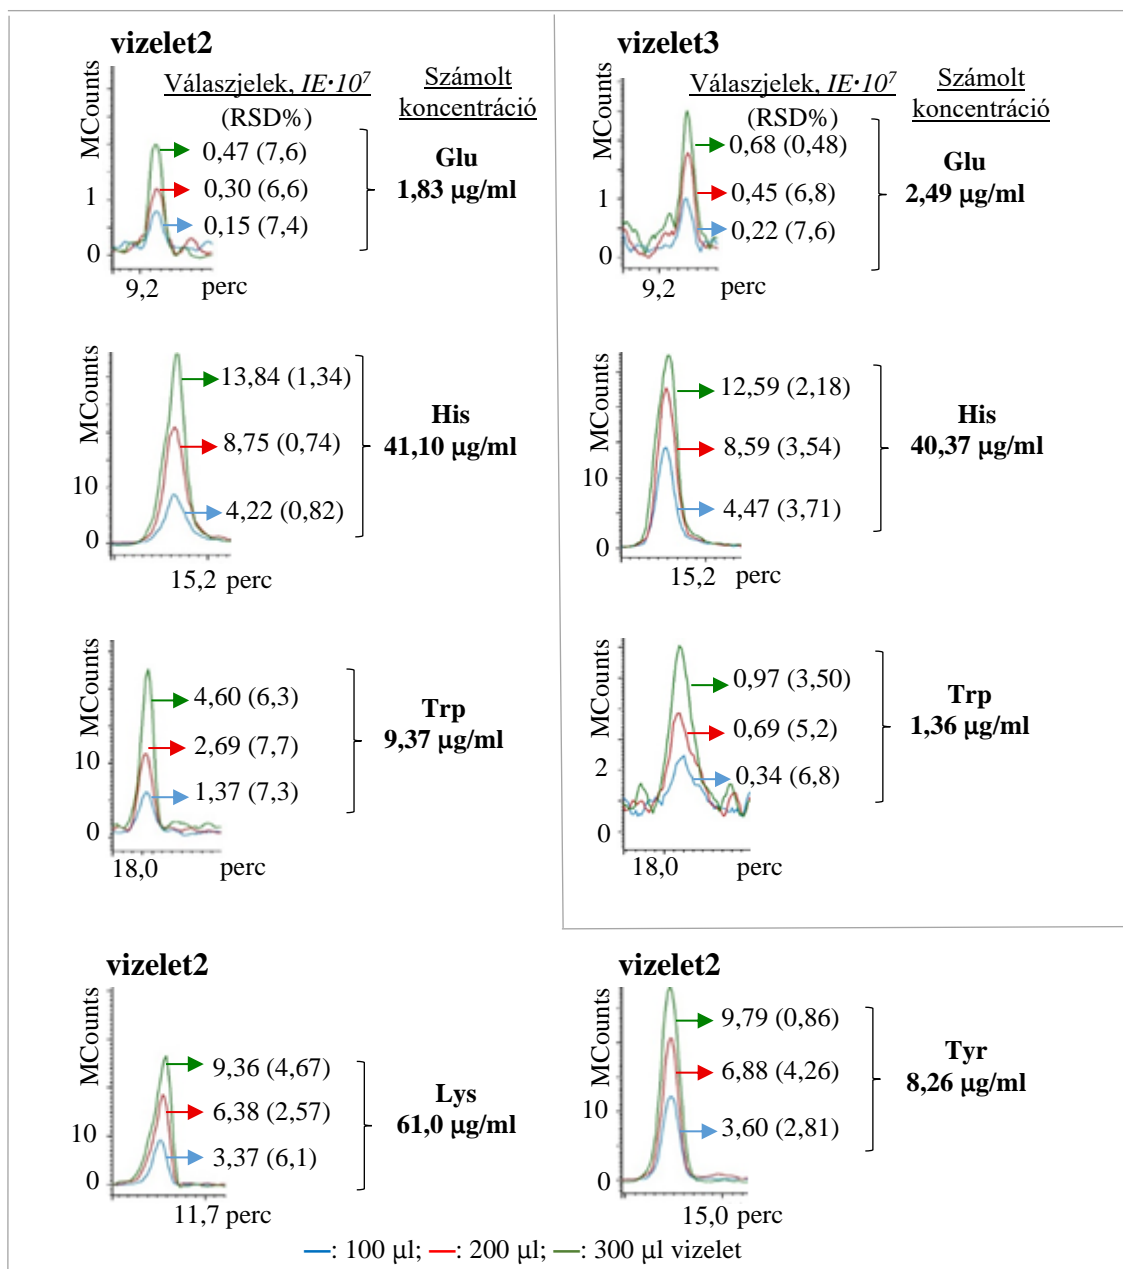 vizelet2
Válaszjelek, IE·10⁷
(RSD%)
Számolt
koncentráció
MCounts
1
0
0,47 (7,6)
0,30 (6,6)
0,15 (7,4)
Glu
1,83 µg/ml
9,2
perc
MCounts
10
0
13,84 (1,34)
8,75 (0,74)
4,22 (0,82)
His
41,10 µg/ml
15,2 perc
MCounts
10
0
4,60 (6,3)
2,69 (7,7)
1,37 (7,3)
Trp
9,37 µg/ml
18,0
perc
vizelet3
Válaszjelek, IE·10⁷
(RSD%)
Számolt
koncentráció
MCounts
1
0
0,68 (0,48)
0,45 (6,8)
0,22 (7,6)
Glu
2,49 µg/ml
9,2
perc
MCounts
10
0
12,59 (2,18)
8,59 (3,54)
4,47 (3,71)
His
40,37 µg/ml
15,2 perc
MCounts
2
0
0,97 (3,50)
0,69 (5,2)
0,34 (6,8)
Trp
1,36 µg/ml
18,0
perc
vizelet2
MCounts
10
0
9,36 (4,67)
6,38 (2,57)
3,37 (6,1)
Lys
61,0 µg/ml
11,7 perc
vizelet2
MCounts
10
0
9,79 (0,86)
6,88 (4,26)
3,60 (2,81)
Tyr
8,26 µg/ml
15,0 perc
—: 100 µl; —: 200 µl; —: 300 µl vizelet